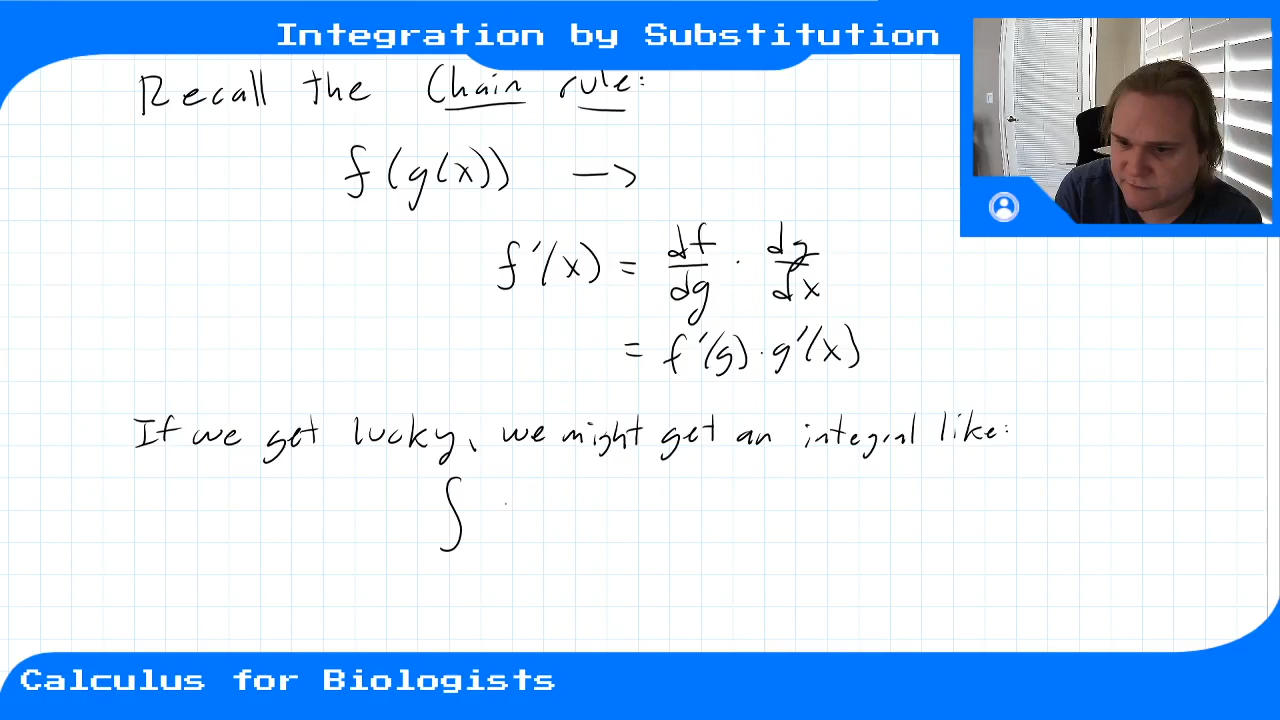 Integration by Substitution
Recall the Chain rule:
f(g(x)) →
f'(x) = df/dg · dg/dx
= f'(g) · g'(x)
If we get lucky, we might get an integral like:
∫
Calculus for Biologists